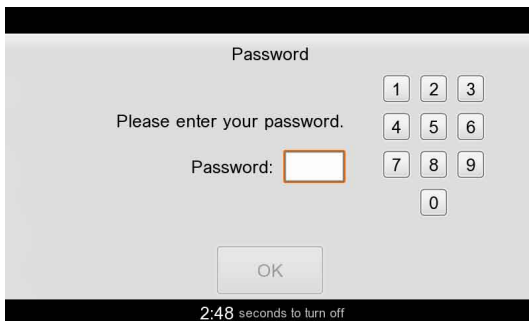 Password
Please enter your password.
Password:
1 2 3
4 5 6
7 8 9
0
OK
2:48 seconds to turn off